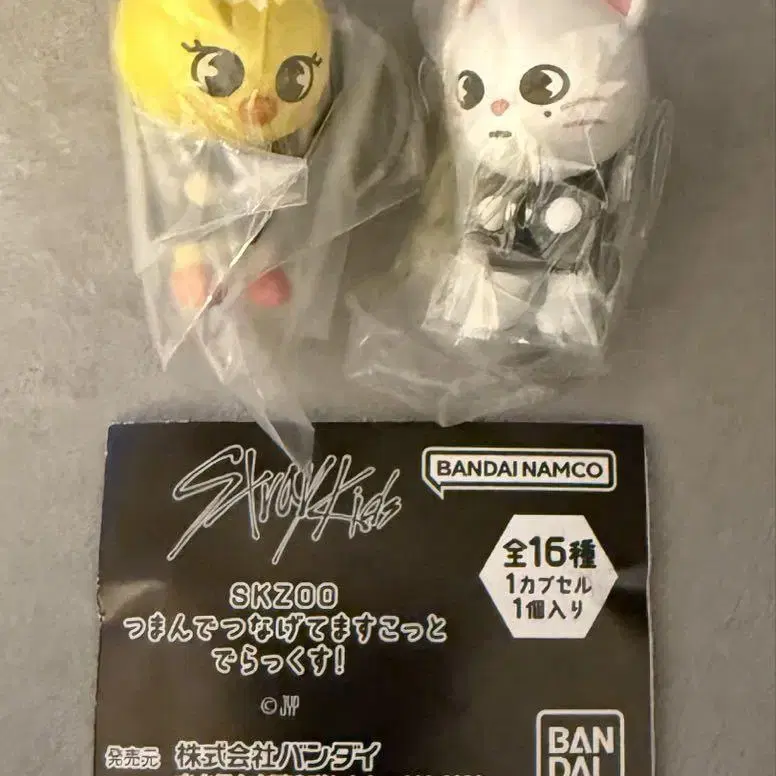 Stray Kids
BANDAI NAMCO
全16種
1カプセル
1個入り
SKZOO
つまんでつなげてますこっと
でらっくす!
© JYP
発売元 株式会社バンダイ
BAN
DAI